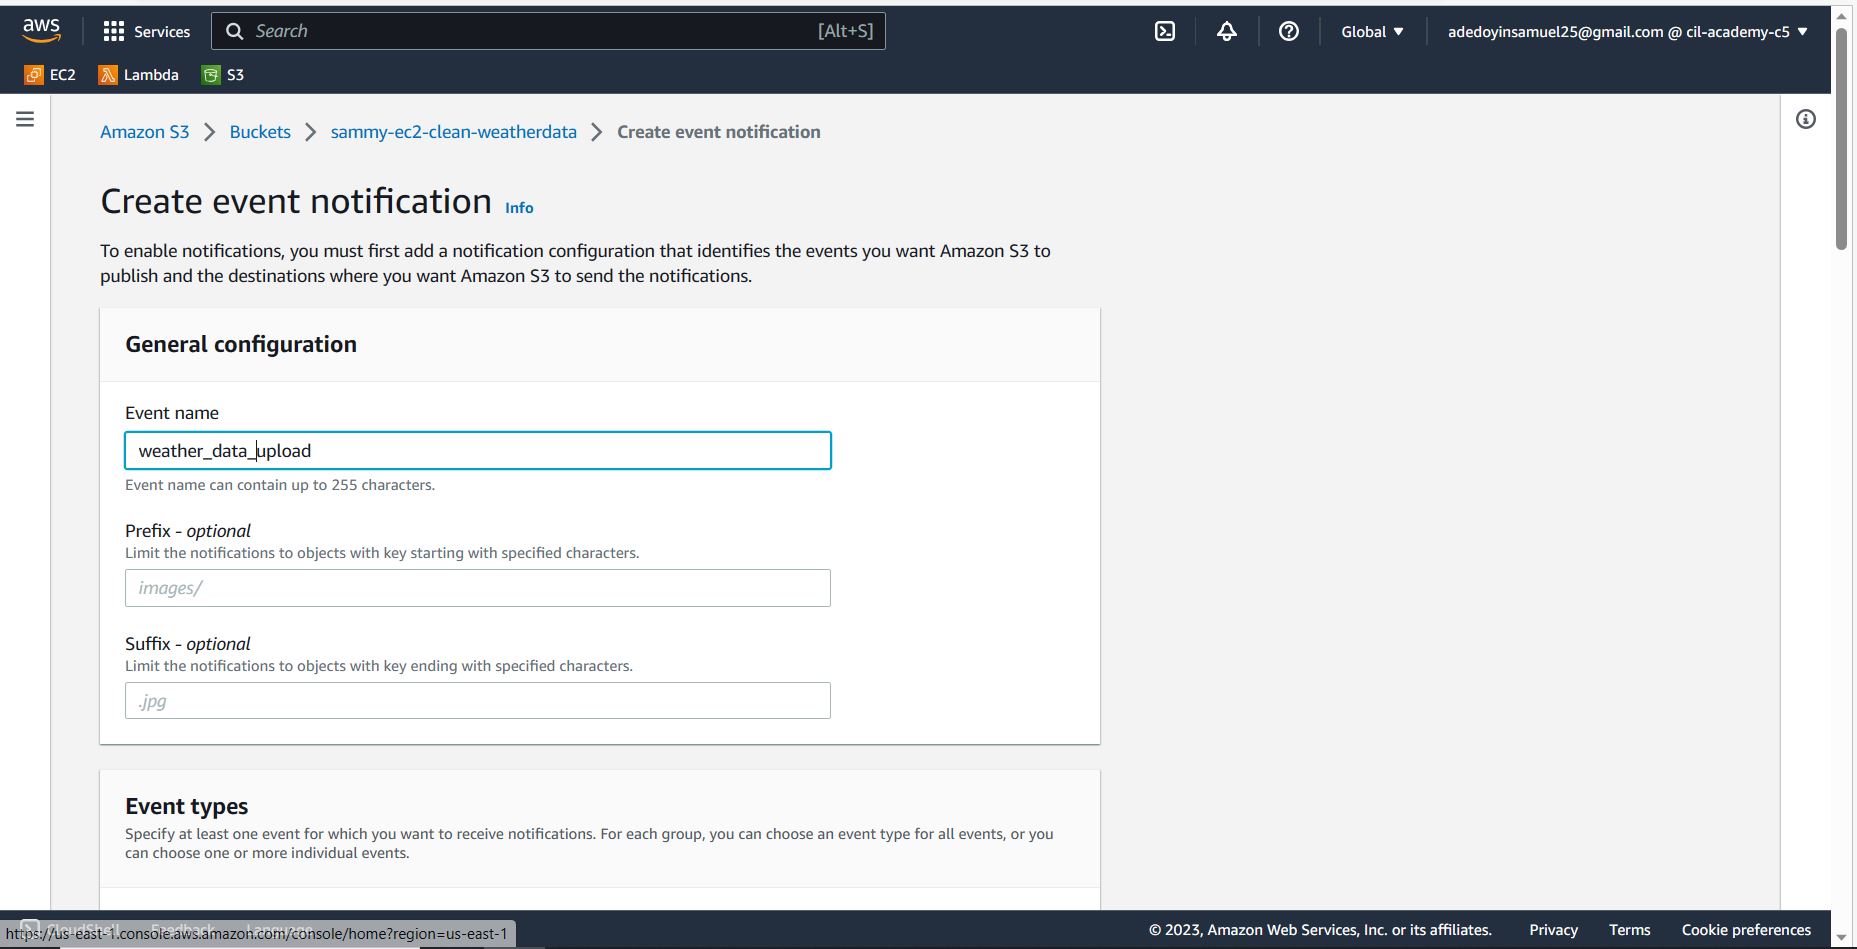 aws
Services
Search
[Alt+S]
Global
adedoyinsamuel25@gmail.com @ cil-academy-c5
EC2
Lambda
S3
Amazon S3
Buckets
sammy-ec2-clean-weatherdata
Create event notification
Create event notification
Info
To enable notifications, you must first add a notification configuration that identifies the events you want Amazon S3 to
publish and the destinations where you want Amazon S3 to send the notifications.
General configuration
Event name
weather_data_upload
Event name can contain up to 255 characters.
Prefix - optional
Limit the notifications to objects with key starting with specified characters.
images/
Suffix - optional
Limit the notifications to objects with key ending with specified characters.
.jpg
Event types
Specify at least one event for which you want to receive notifications. For each group, you can choose an event type for all events, or you
can choose one or more individual events.
CloudShell
Feedback
Language
https://us-east-1.console.aws.amazon.com/console/home?region=us-east-1
© 2023, Amazon Web Services, Inc. or its affiliates.
Privacy
Terms
Cookie preferences